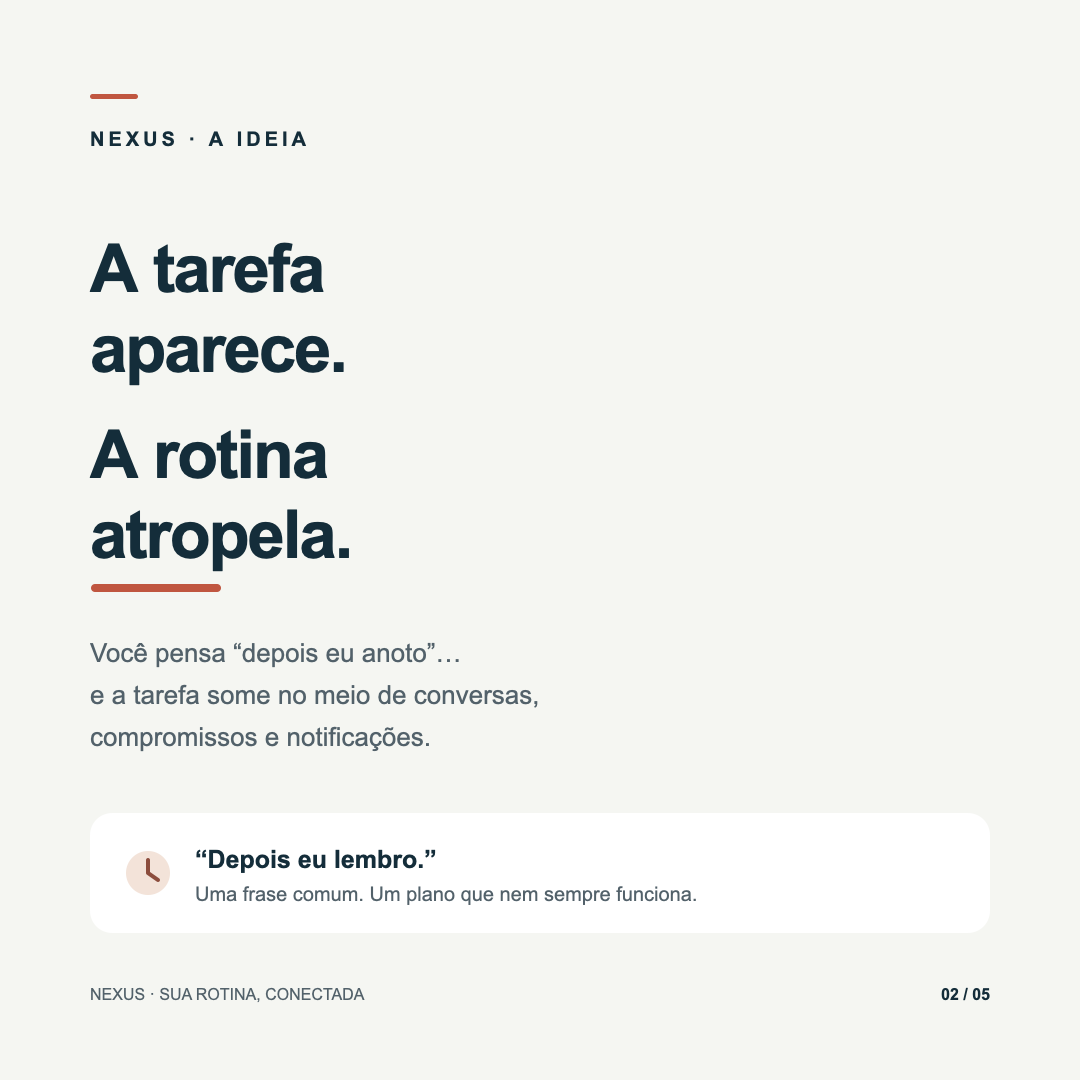 NEXUS · A IDEIA
A tarefa
aparece.
A rotina
atropela.
Você pensa “depois eu anoto”…
e a tarefa some no meio de conversas,
compromissos e notificações.
“Depois eu lembro.”
Uma frase comum. Um plano que nem sempre funciona.
NEXUS · SUA ROTINA, CONECTADA
02 / 05